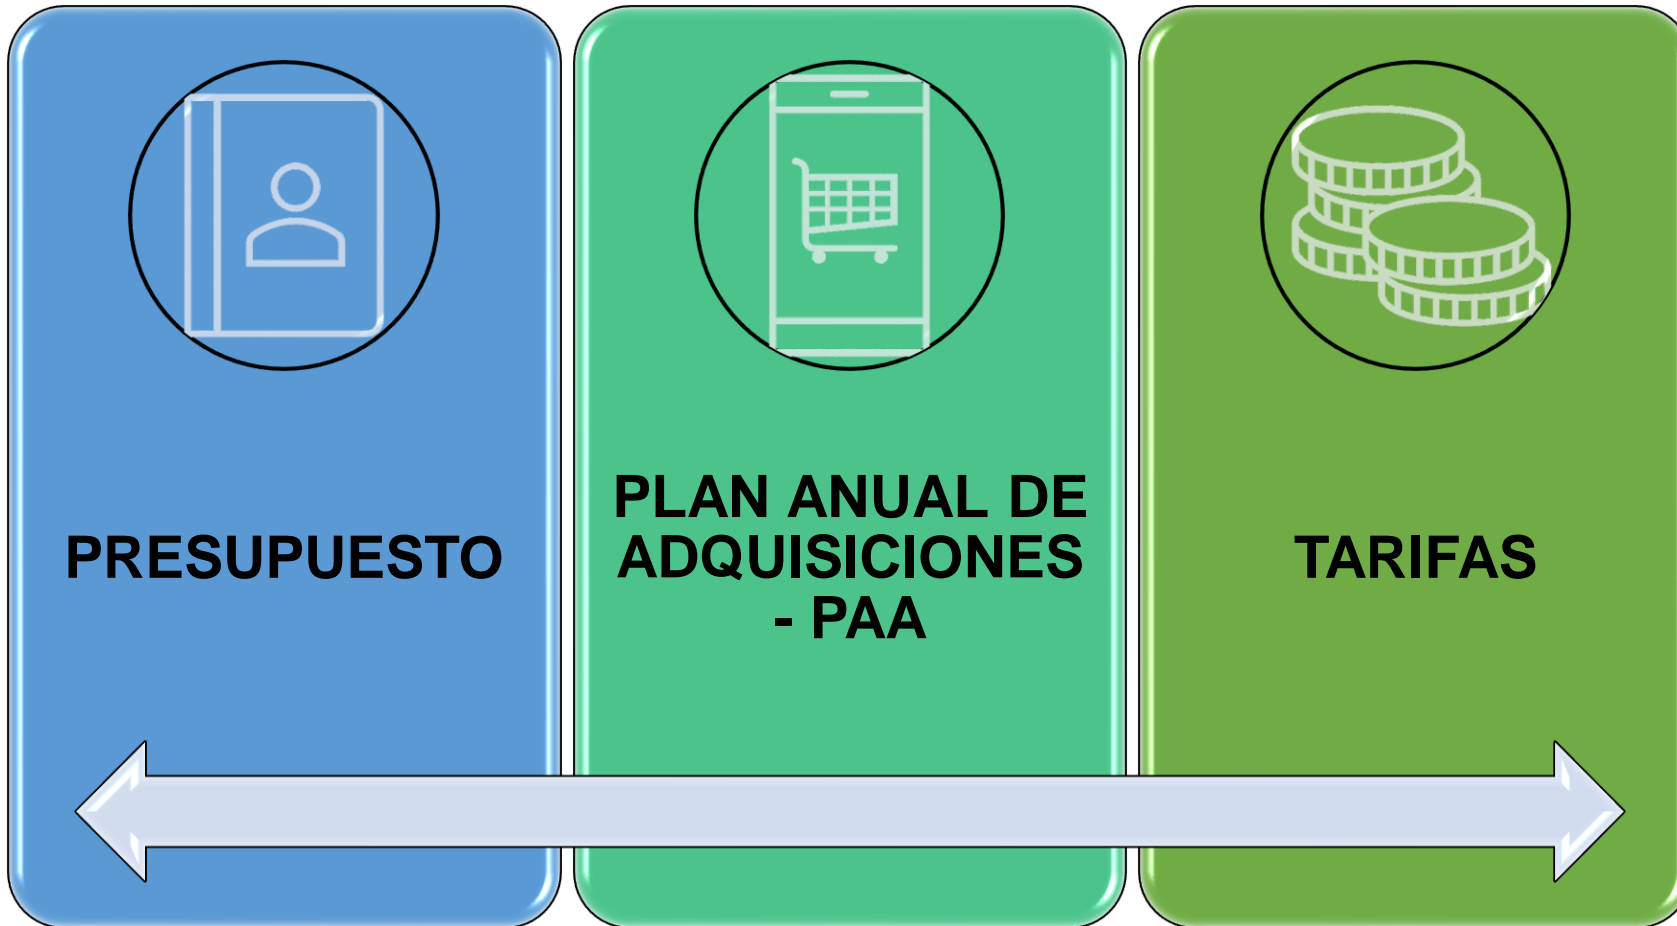 PRESUPUESTO
PLAN ANUAL DE
ADQUISICIONES
- PAA
TARIFAS